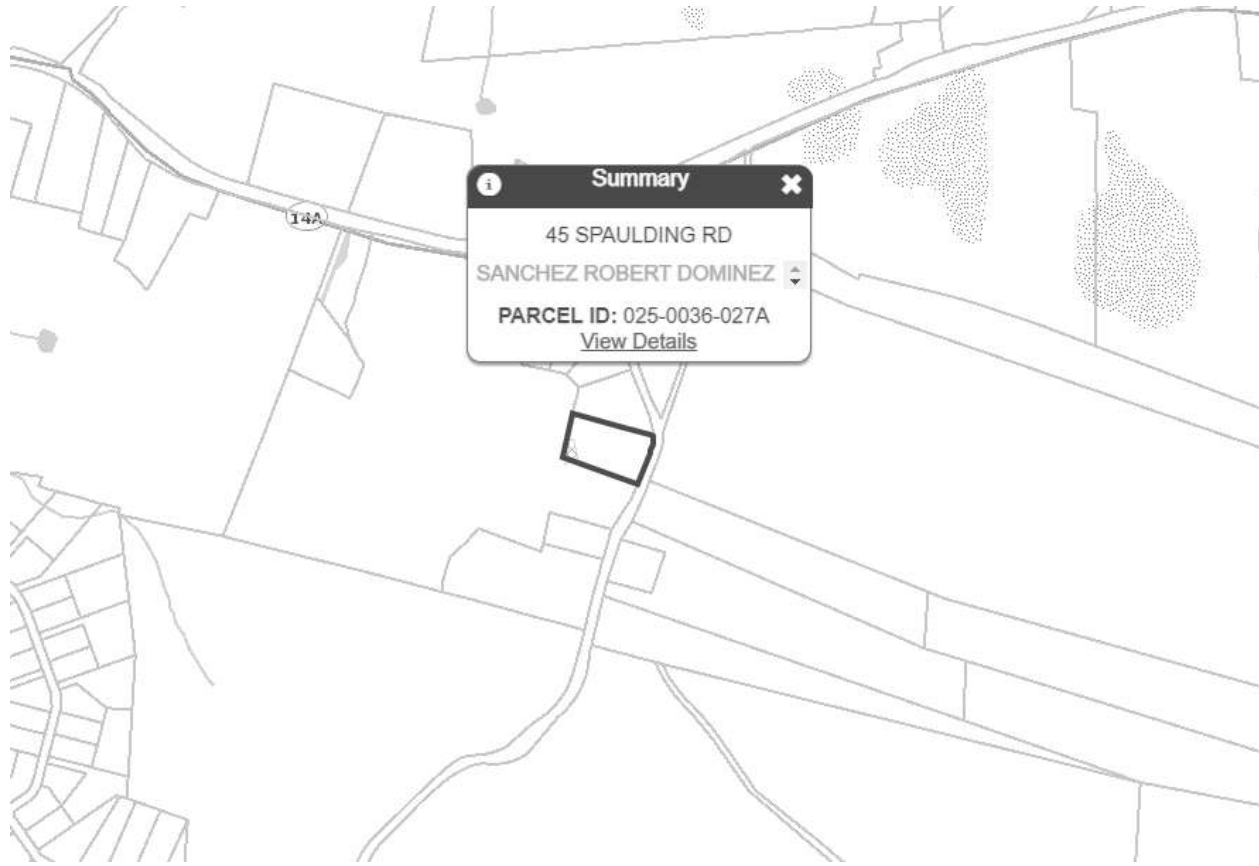 Summary
14A
45 SPAULDING RD
SANCHEZ ROBERT DOMINEZ
PARCEL ID: 025-0036-027A
View Details